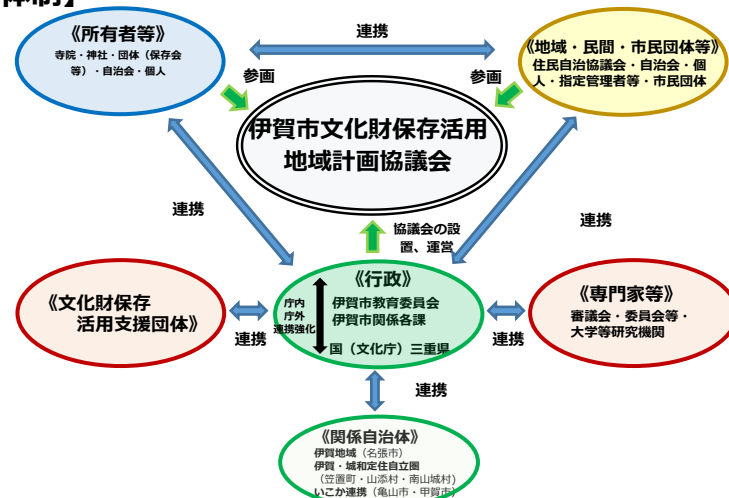 体制】
《所有者等》
寺院・神社・団体（保存会
等）・自治会・個人
連携
《地域・民間・市民団体等》
住民自治協議会・自治会・個
人・指定管理者等・市民団体
参画
参画
伊賀市文化財保存活用
地域計画協議会
連携
連携
協議会の設
置、運営
《文化財保存
活用支援団体》
連携
《行政》
庁内
庁外
連携強化
伊賀市教育委員会
伊賀市関係各課
国（文化庁）三重県
連携
《専門家等》
審議会・委員会等・
大学等研究機関
連携
《関係自治体》
伊賀地域（名張市）
伊賀・城和定住自立圏
（笠置町・山添村・南山城村）
いこか連携（亀山市・甲賀市）